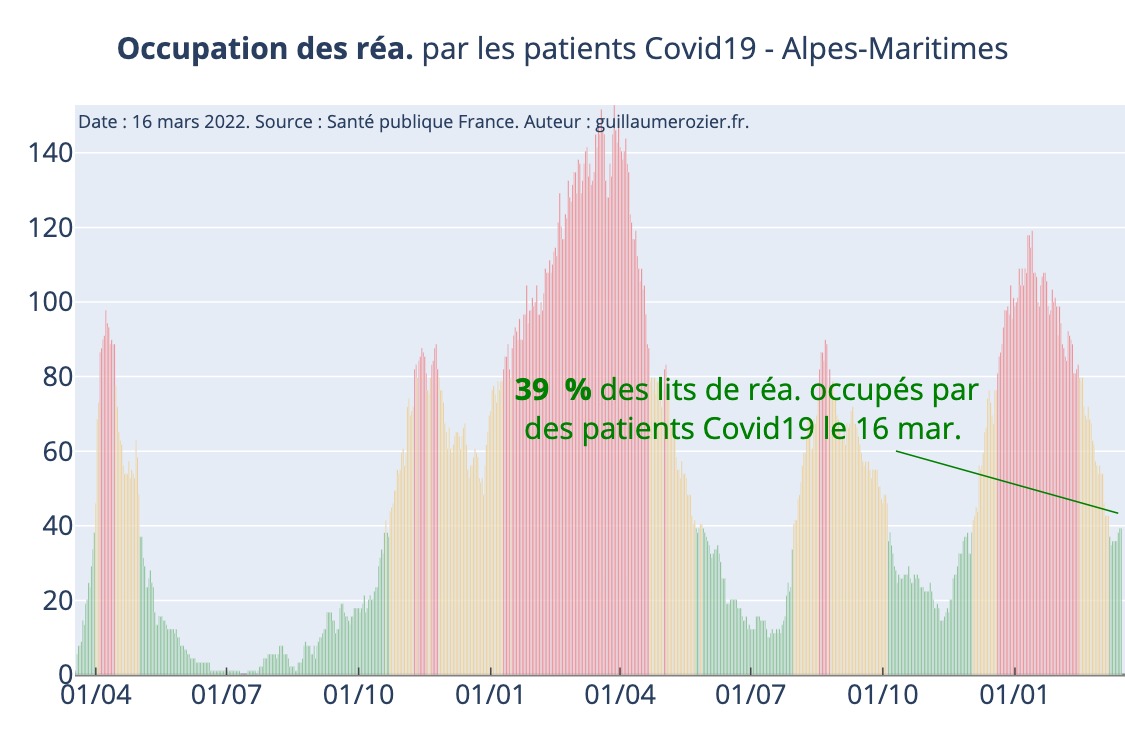 Occupation des réa. par les patients Covid19 - Alpes-Maritimes
Date : 16 mars 2022. Source : Santé publique France. Auteur : guillaumerozier.fr.
140
120
100
80
60
40
20
0
39 % des lits de réa. occupés par
des patients Covid19 le 16 mar.
01/04 01/07 01/10 01/01 01/04 01/07 01/10 01/01